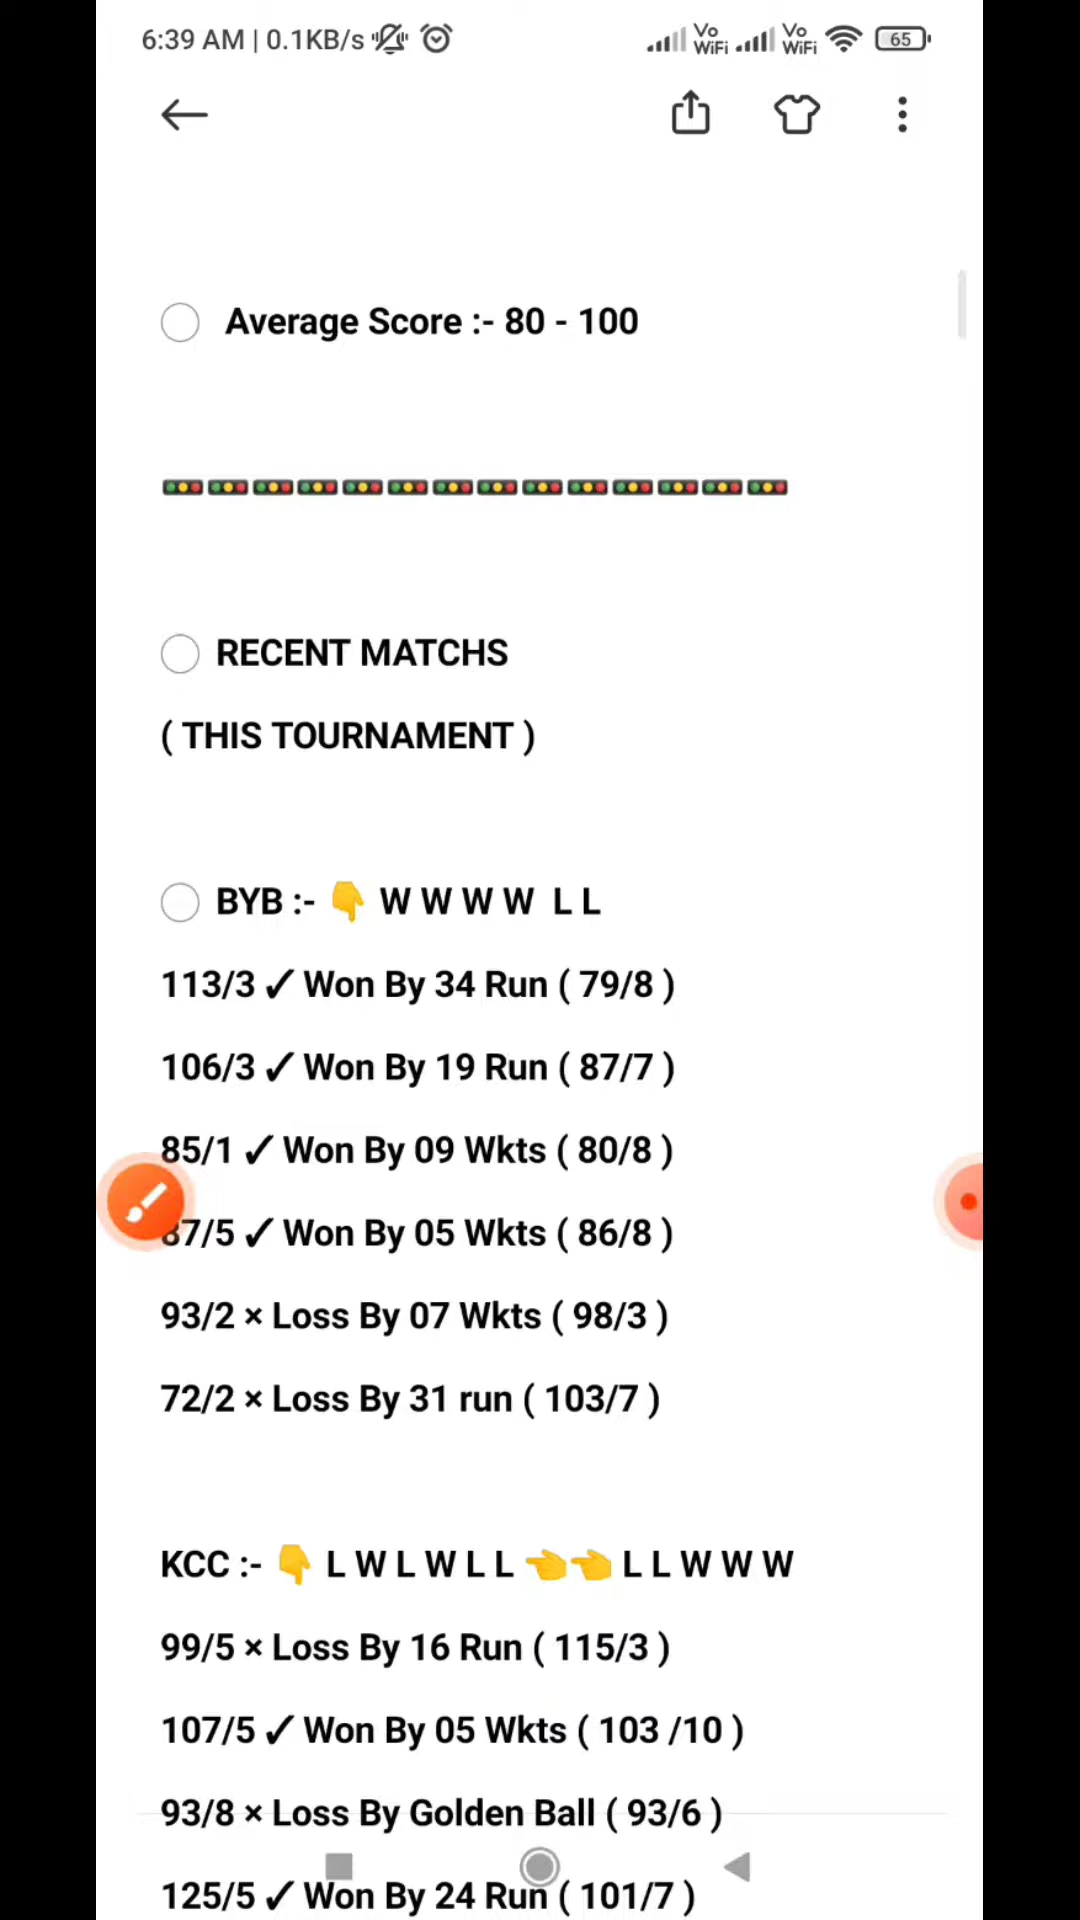 6:39 AM | 0.1KB/s Vo WiFi Vo WiFi 65
Average Score :- 80 - 100
RECENT MATCHS
( THIS TOURNAMENT )
BYB :- 👇 W W W W L L
113/3 ✓ Won By 34 Run ( 79/8 )
106/3 ✓ Won By 19 Run ( 87/7 )
85/1 ✓ Won By 09 Wkts ( 80/8 )
87/5 ✓ Won By 05 Wkts ( 86/8 )
93/2 × Loss By 07 Wkts ( 98/3 )
72/2 × Loss By 31 run ( 103/7 )
KCC :- 👇 L W L W L L 👈👈 L L W W W
99/5 × Loss By 16 Run ( 115/3 )
107/5 ✓ Won By 05 Wkts ( 103 /10 )
93/8 × Loss By Golden Ball ( 93/6 )
125/5 ✓ Won By 24 Run ( 101/7 )